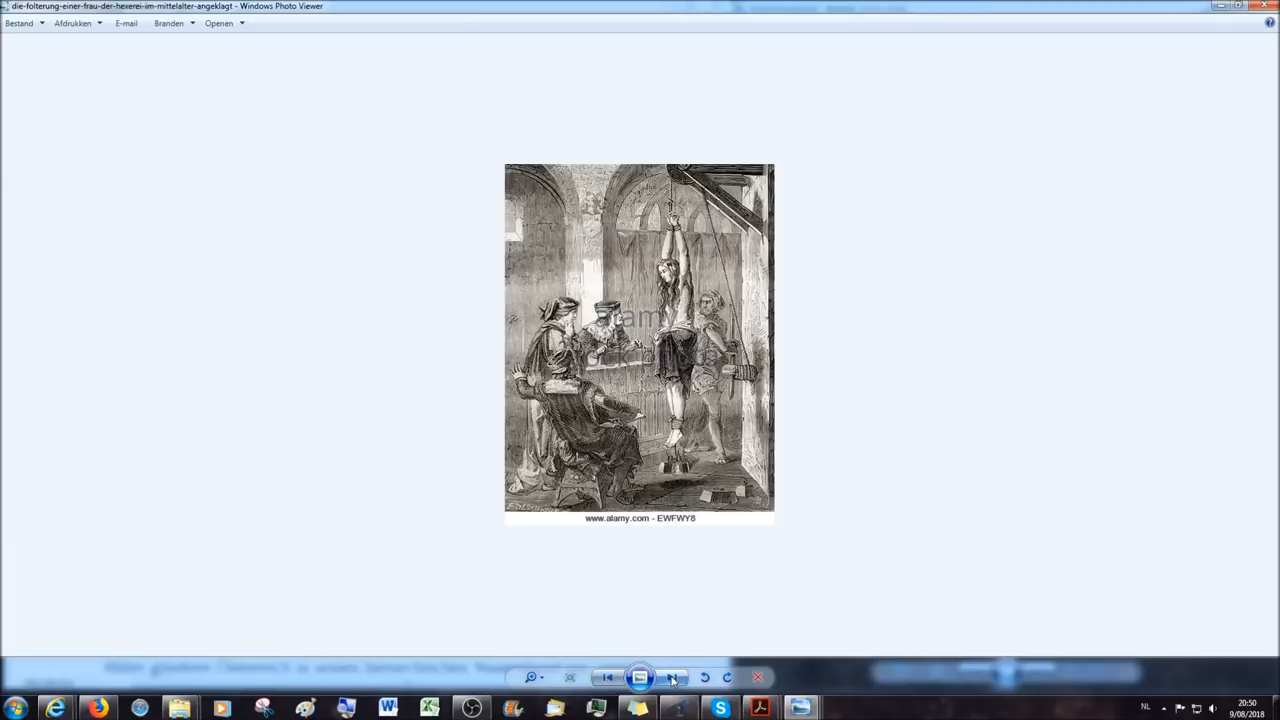 die-folterung-einer-frau-der-hexerei-im-mittelalter-angeklagt - Windows Photo Viewer
Bestand Afdrukken E-mail Branden Openen
alamy
www.alamy.com - EWFWY8
NL
20:50
9/08/2018